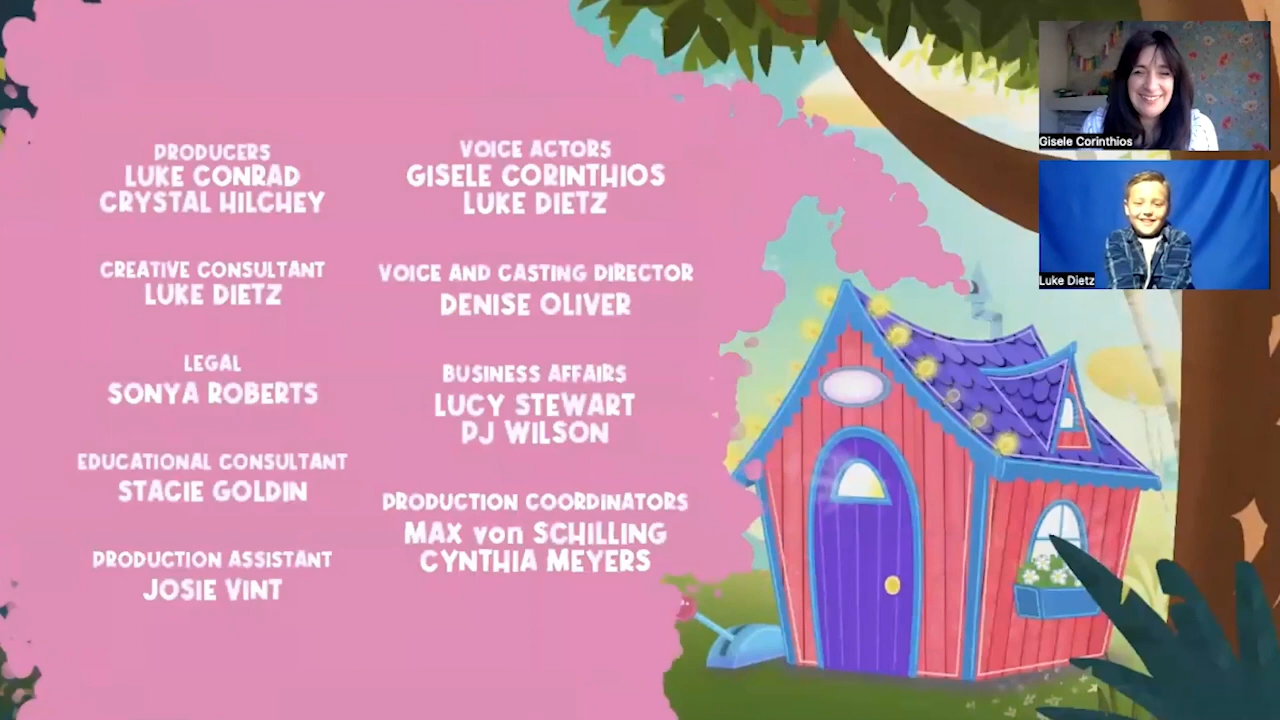 PRODUCERS
LUKE CONRAD
CRYSTAL HILCHEY
CREATIVE CONSULTANT
LUKE DIETZ
LEGAL
SONYA ROBERTS
EDUCATIONAL CONSULTANT
STACIE GOLDIN
PRODUCTION ASSISTANT
JOSIE VINT
VOICE ACTORS
GISELE CORINTHIOS
LUKE DIETZ
VOICE AND CASTING DIRECTOR
DENISE OLIVER
BUSINESS AFFAIRS
LUCY STEWART
PJ WILSON
PRODUCTION COORDINATORS
MAX von SCHILLING
CYNTHIA MEYERS
Gisele Corinthios
Luke Dietz